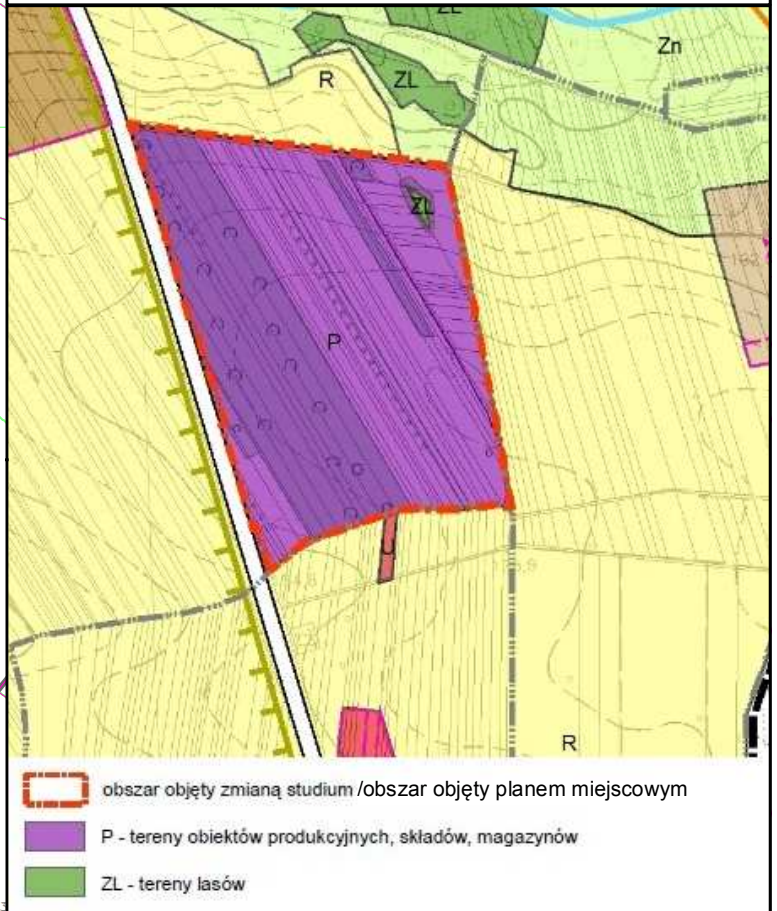 ZL
Zn
R
ZL
ZL
P
U
R
obszar objęty zmianą studium /obszar objęty planem miejscowym
P - tereny obiektów produkcyjnych, składów, magazynów
ZL - tereny lasów